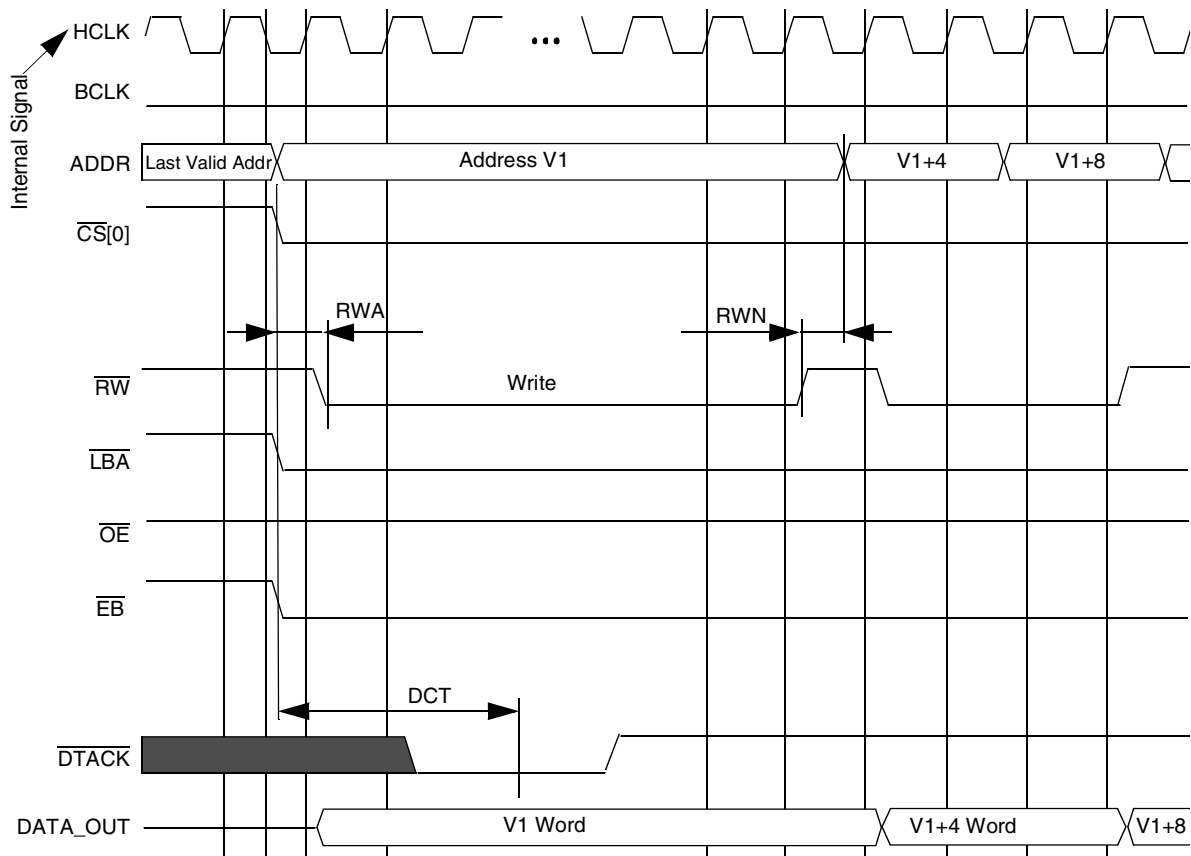 Internal Signal
HCLK
...
BCLK
ADDR Last Valid Addr Address V1 V1+4 V1+8
CS[0]
RWA RWN
RW Write
LBA
OE
EB
DCT
DTACK
DATA_OUT V1 Word V1+4 Word V1+8